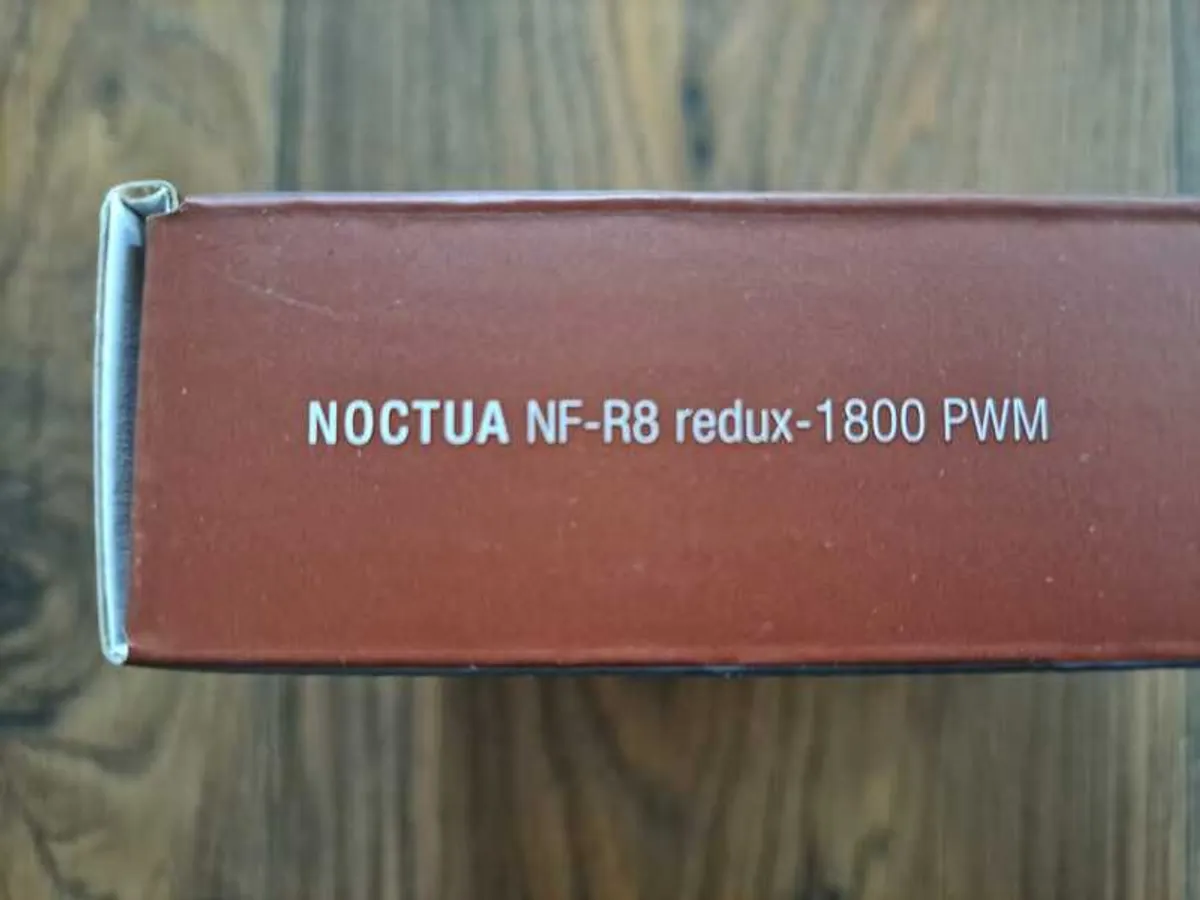 NOCTUA NF-R8 redux-1800 PWM